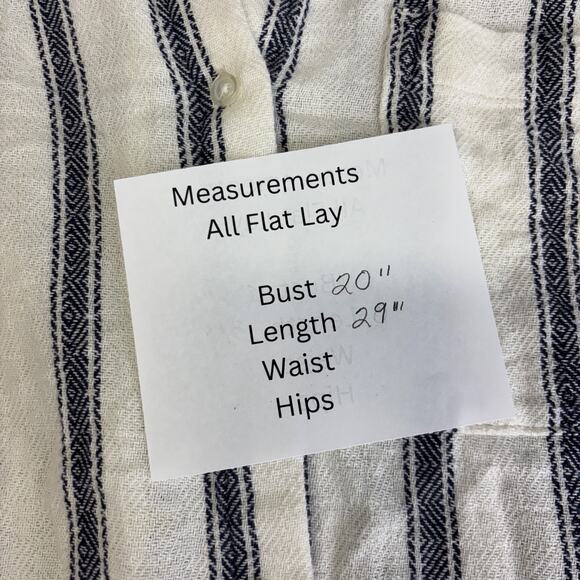 Measurements
All Flat Lay
Bust 20"
Length 29"'
Waist
Hips